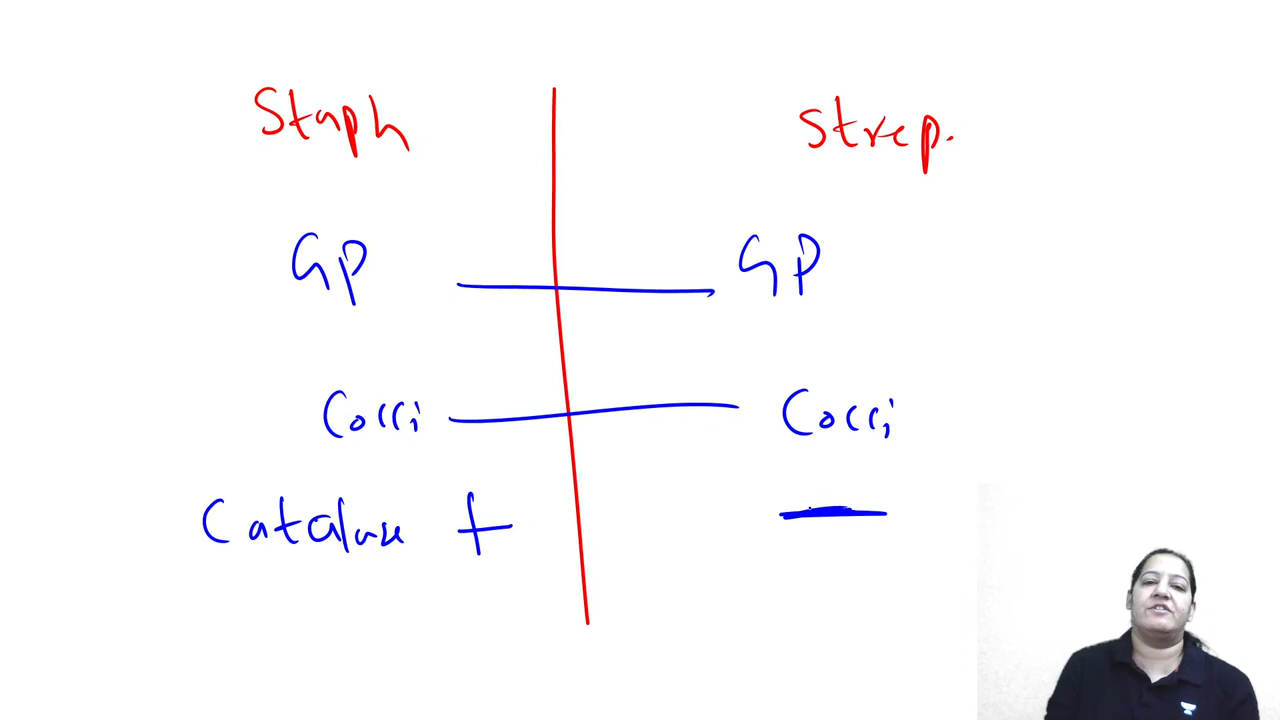 Staph Strep.
GP GP
Cocci Cocci
Catalase + —